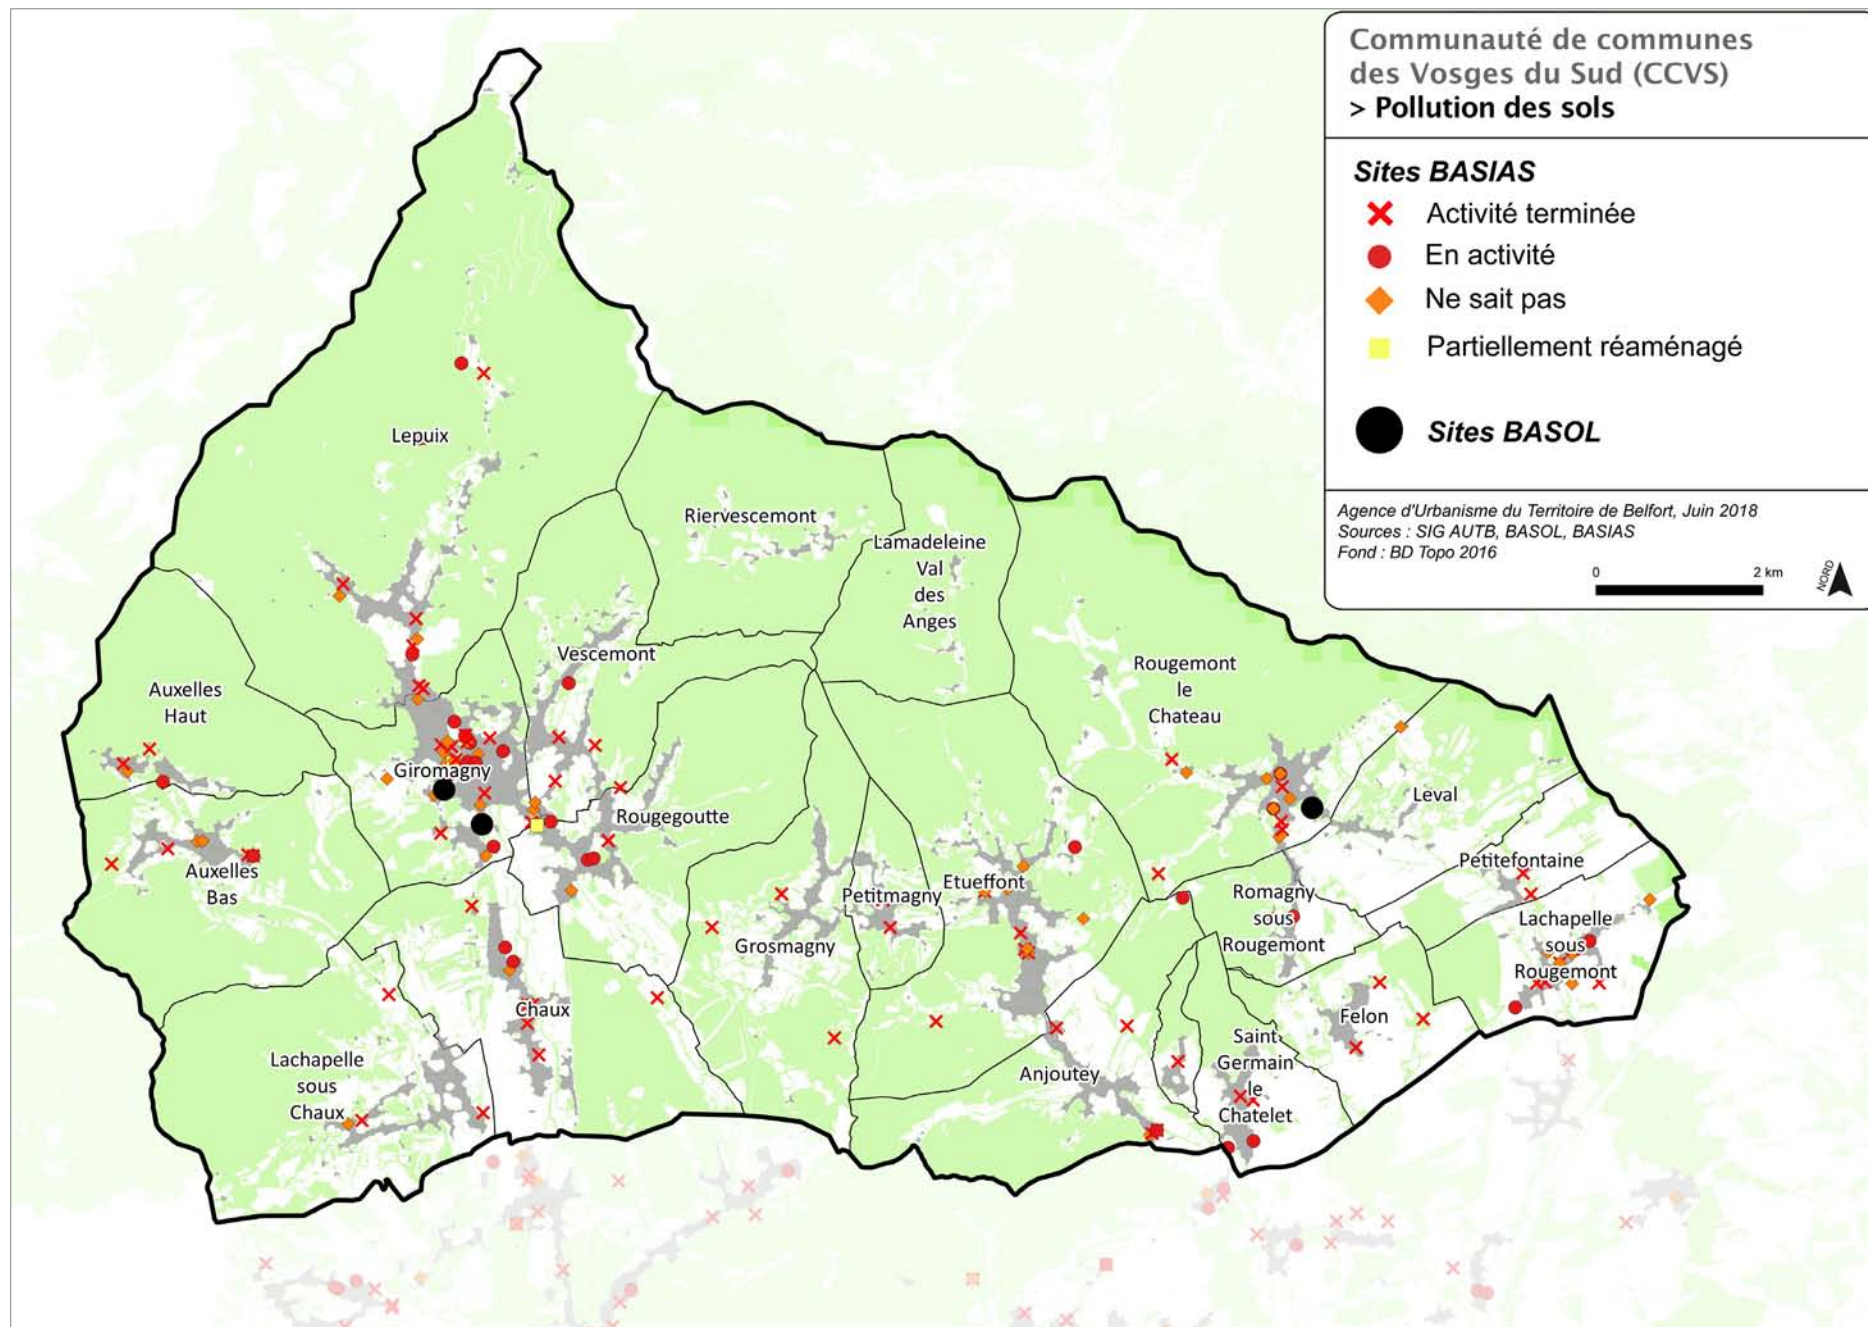 Communauté de communes
des Vosges du Sud (CCVS)
> Pollution des sols
Sites BASIAS
Activité terminée
En activité
Ne sait pas
Partiellement réaménagé
Sites BASOL
Agence d'Urbanisme du Territoire de Belfort, Juin 2018
Sources : SIG AUTB, BASOL, BASIAS
Fond : BD Topo 2016
0 2 km
NORD
Lepuix
Riervescemont
Lamadeleine
Val
des
Anges
Vescemont
Rougemont
le
Chateau
Auxelles
Haut
Giromagny
Leval
Rougegoutte
Petitefontaine
Auxelles
Bas
Etueffont
Petitmagny
Romagny
sous
Rougemont
Lachapelle
sous
Rougemont
Grosmagny
Chaux
Felon
Saint
Germain
le
Chatelet
Lachapelle
sous
Chaux
Anjoutey